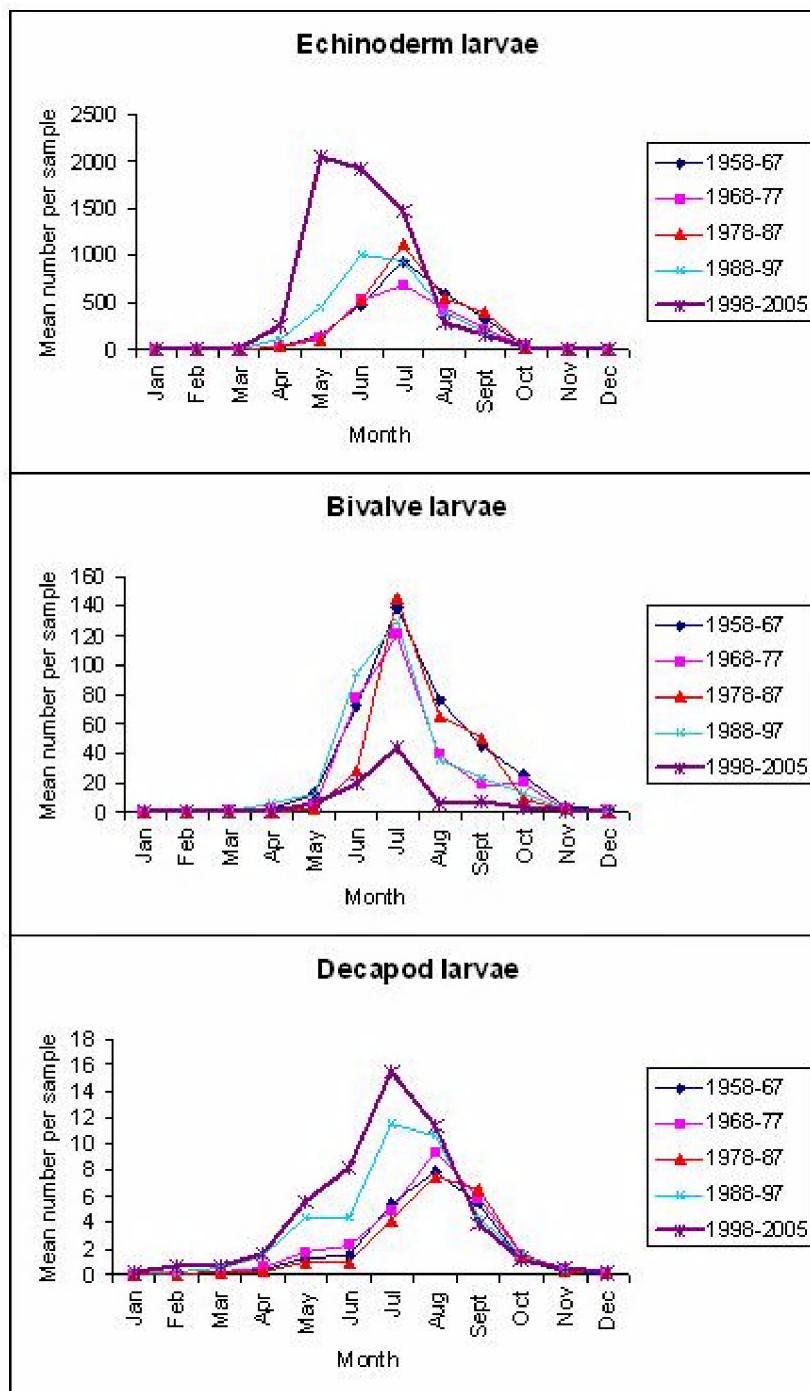 Echinoderm larvae
Mean number per sample
2500
2000
1500
1000
500
0
Jan
Feb
Mar
Apr
May
Jun
Jul
Aug
Sept
Oct
Nov
Dec
Month
1958-67
1968-77
1978-87
1988-97
1998-2005
Bivalve larvae
Mean number per sample
160
140
120
100
80
60
40
20
0
Jan
Feb
Mar
Apr
May
Jun
Jul
Aug
Sept
Oct
Nov
Dec
Month
1958-67
1968-77
1978-87
1988-97
1998-2005
Decapod larvae
Mean number per sample
18
16
14
12
10
8
6
4
2
0
Jan
Feb
Mar
Apr
May
Jun
Jul
Aug
Sept
Oct
Nov
Dec
Month
1958-67
1968-77
1978-87
1988-97
1998-2005